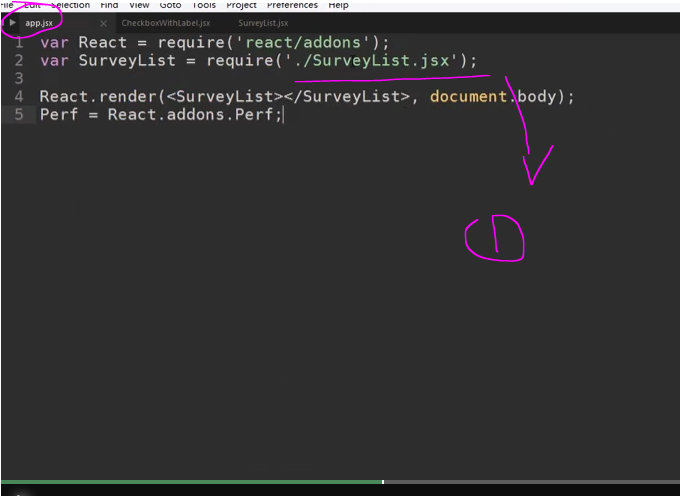 File Edit Selection Find View Goto Tools Project Preferences Help
app.jsx × CheckboxWithLabel.jsx SurveyList.jsx
1 var React = require('react/addons');
2 var SurveyList = require('./SurveyList.jsx');
3
4 React.render(<SurveyList></SurveyList>, document.body);
5 Perf = React.addons.Perf;
1